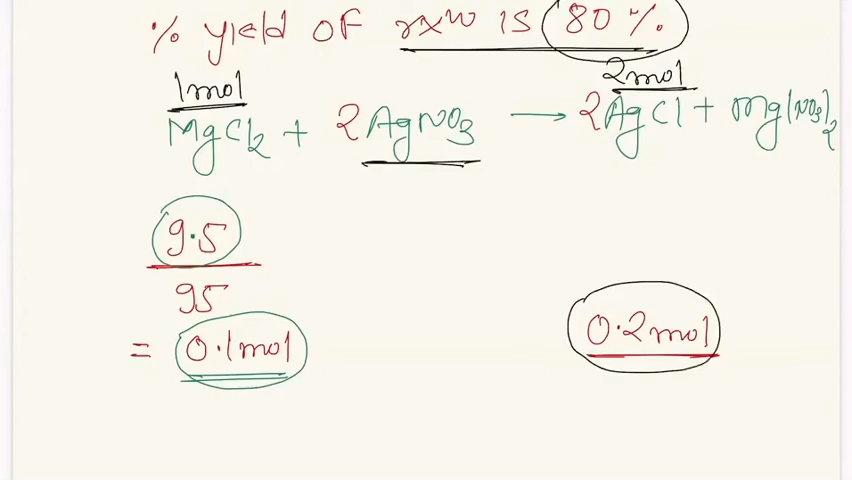 % yield of rxn is 80 %.
1mol 2mol
MgCl2 + 2AgNO3 → 2AgCl + Mg(NO3)2
9.5
95
= 0.1mol 0.2mol